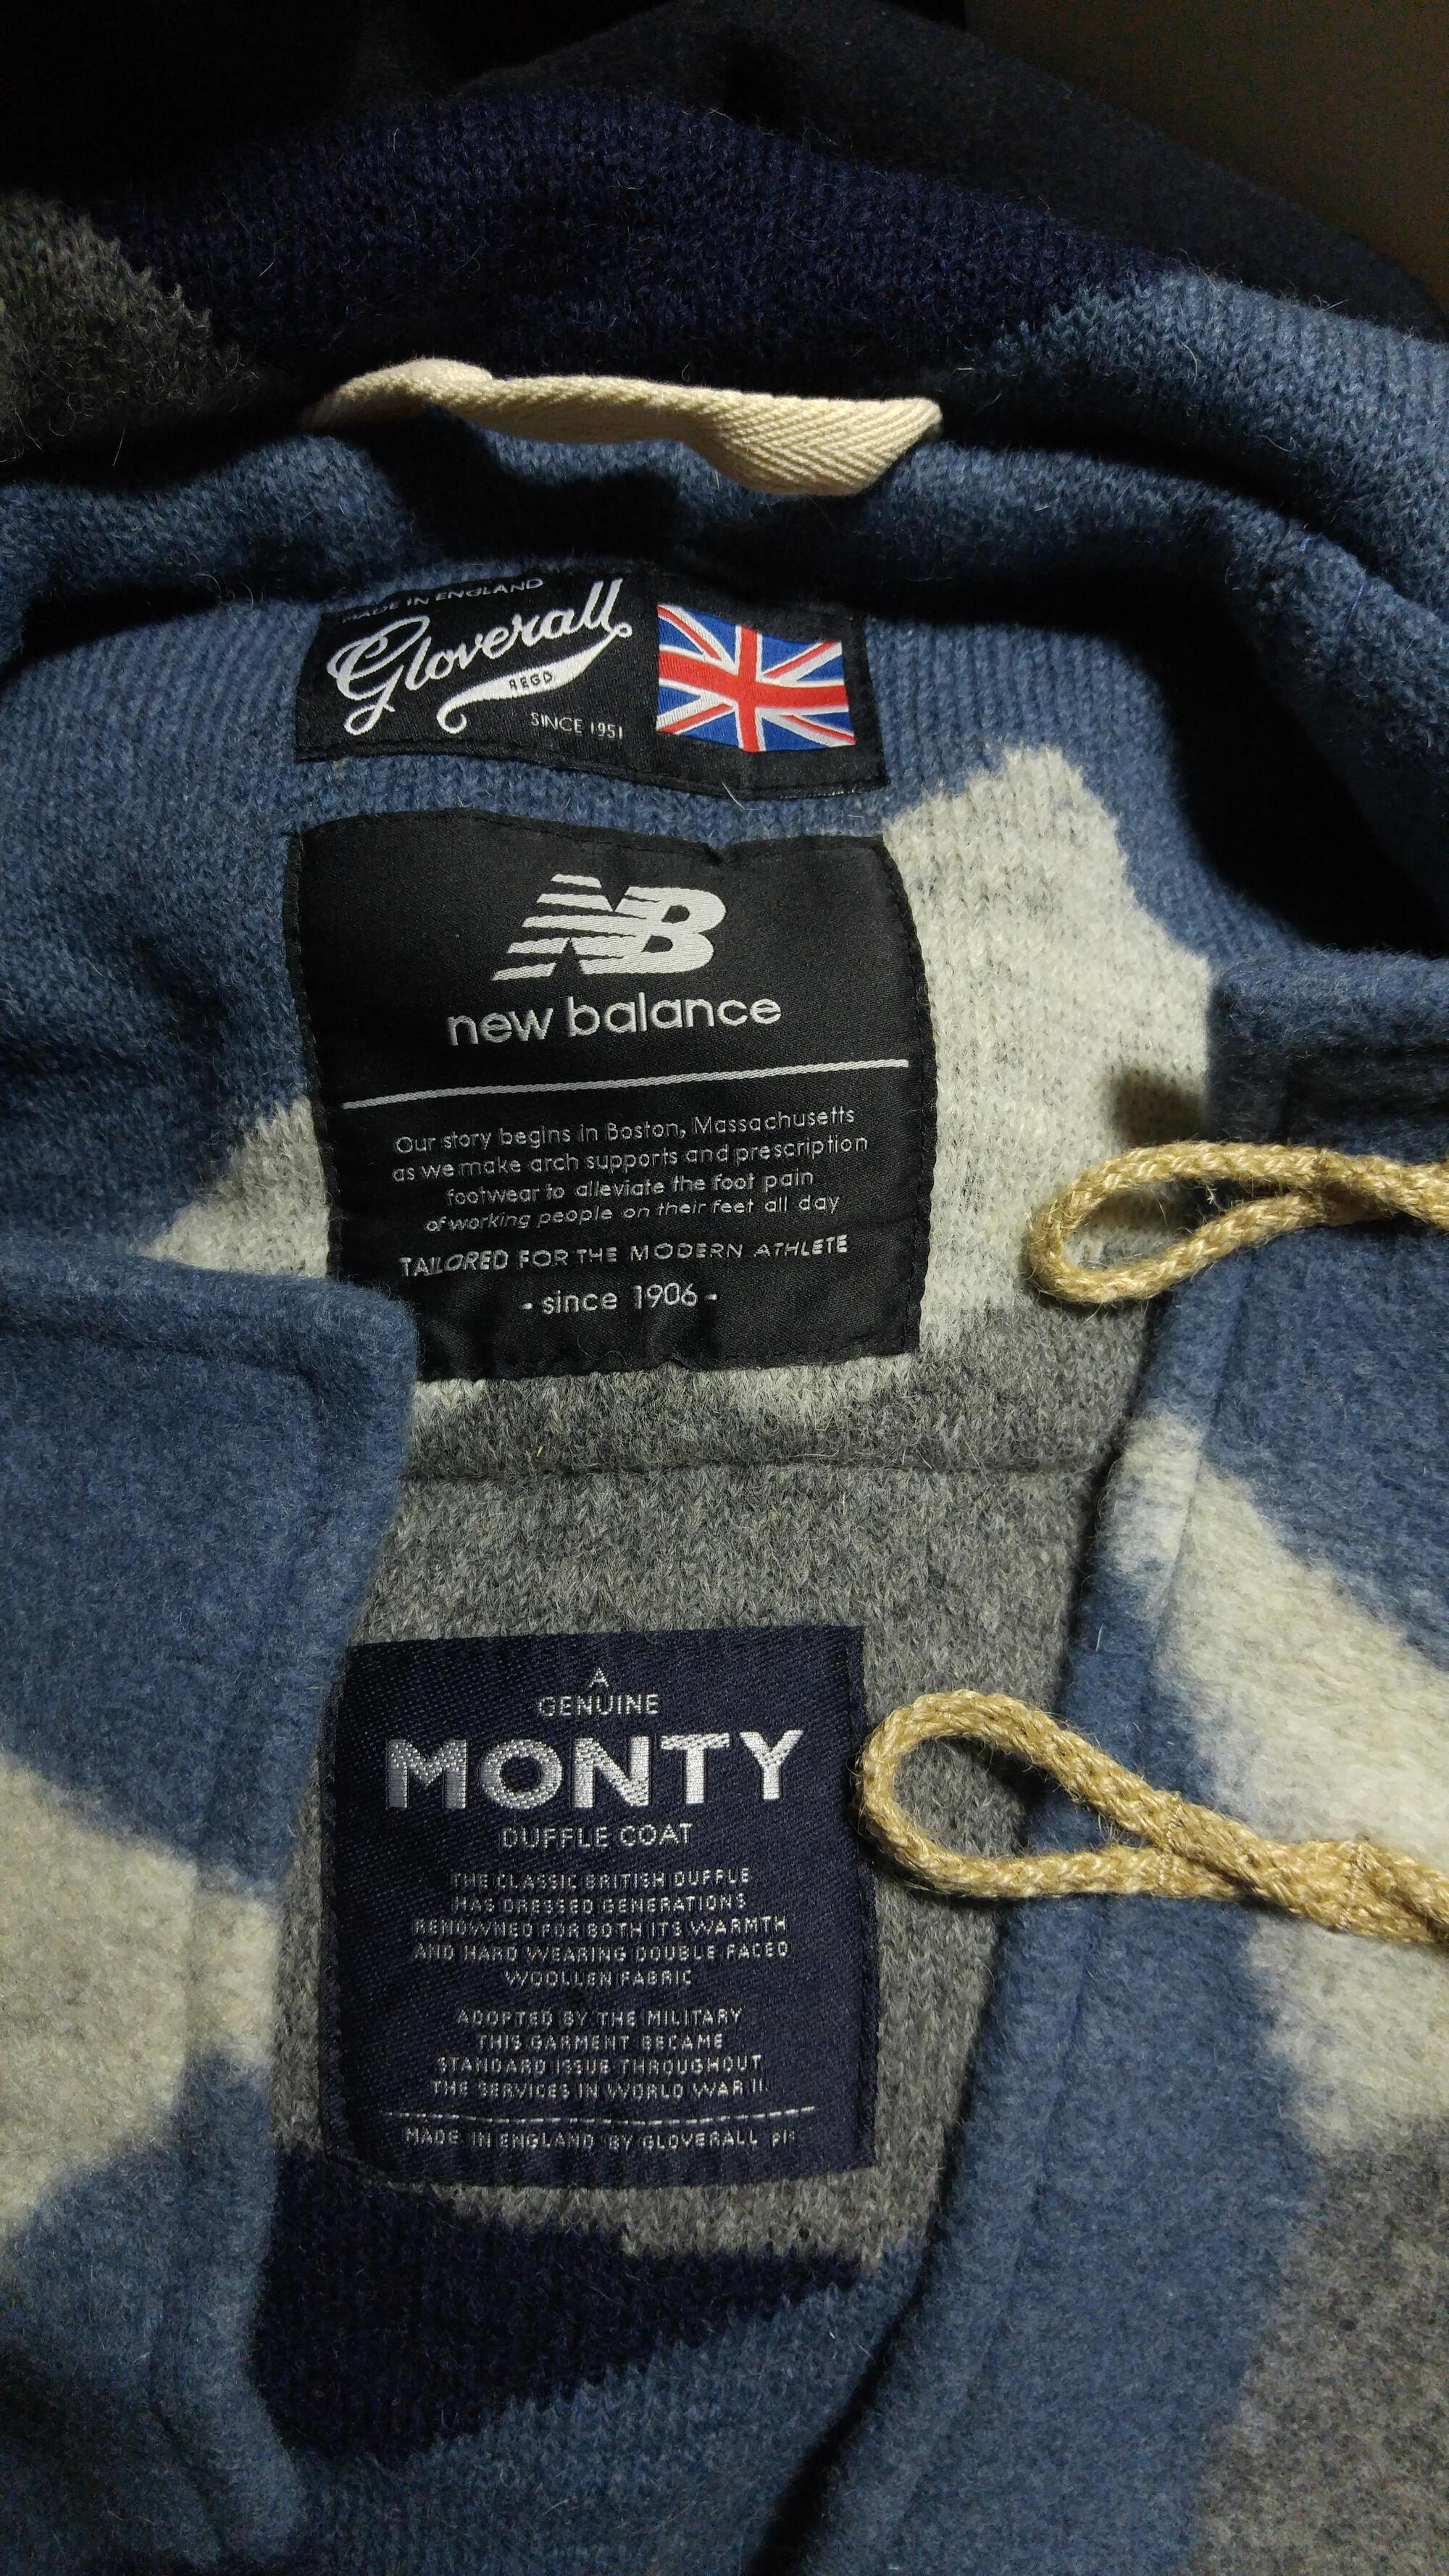 MADE IN ENGLAND
Gloverall
REGD
SINCE 1951
NB
new balance
Our story begins in Boston, Massachusetts
as we make arch supports and prescription
footwear to alleviate the foot pain
of working people on their feet all day
TAILORED FOR THE MODERN ATHLETE
- since 1906 -
A
GENUINE
MONTY
DUFFLE COAT
THE CLASSIC BRITISH DUFFLE
HAS DRESSED GENERATIONS
RENOWNED FOR BOTH ITS WARMTH
AND HARD WEARING DOUBLE FACED
WOOLLEN FABRIC
ADOPTED BY THE MILITARY
THIS GARMENT BECAME
STANDARD ISSUE THROUGHOUT
THE SERVICES IN WORLD WAR II.
MADE IN ENGLAND BY GLOVERALL plc